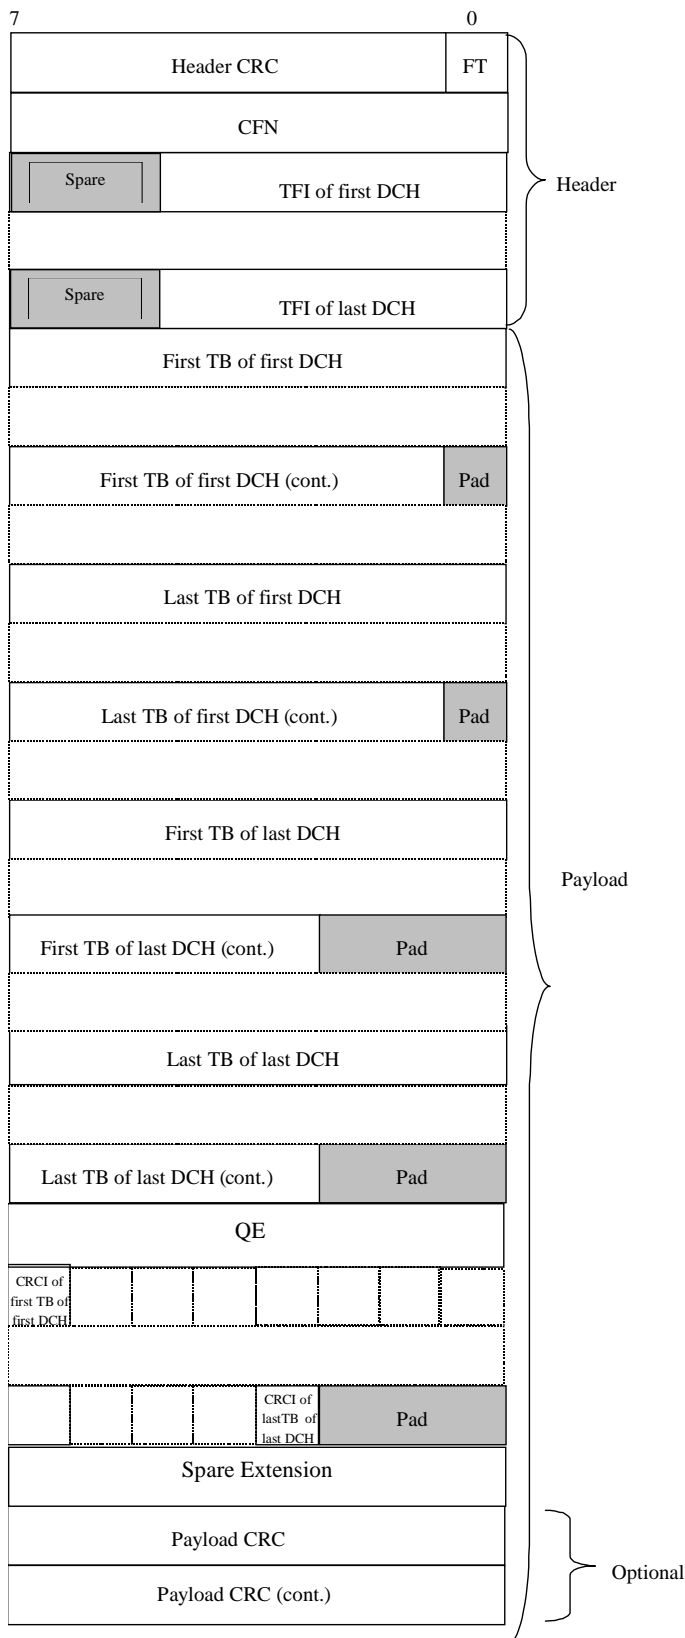 7 0
Header CRC FT
CFN
Spare TFI of first DCH
Header
Spare TFI of last DCH
First TB of first DCH
First TB of first DCH (cont.) Pad
Last TB of first DCH
Last TB of first DCH (cont.) Pad
First TB of last DCH
Payload
First TB of last DCH (cont.) Pad
Last TB of last DCH
Last TB of last DCH (cont.) Pad
QE
CRCI of
first TB of
first DCH
CRCI of
lastTB of
last DCH
Pad
Spare Extension
Payload CRC
Optional
Payload CRC (cont.)